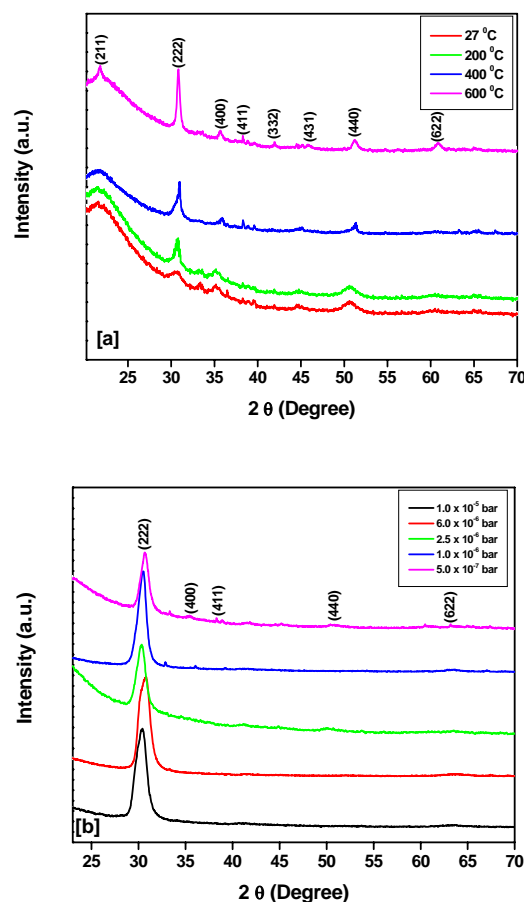 27 ⁰C
200 ⁰C
400 ⁰C
600 ⁰C
(211)
(222)
(400)
(411)
(332)
(431)
(440)
(622)
Intensity (a.u.)
[a]
25 30 35 40 45 50 55 60 65 70
2 θ (Degree)
1.0 x 10⁻⁵ bar
6.0 x 10⁻⁶ bar
2.5 x 10⁻⁶ bar
1.0 x 10⁻⁶ bar
5.0 x 10⁻⁷ bar
(222)
(400)
(411)
(440)
(622)
Intensity (a.u.)
[b]
25 30 35 40 45 50 55 60 65 70
2 θ (Degree)